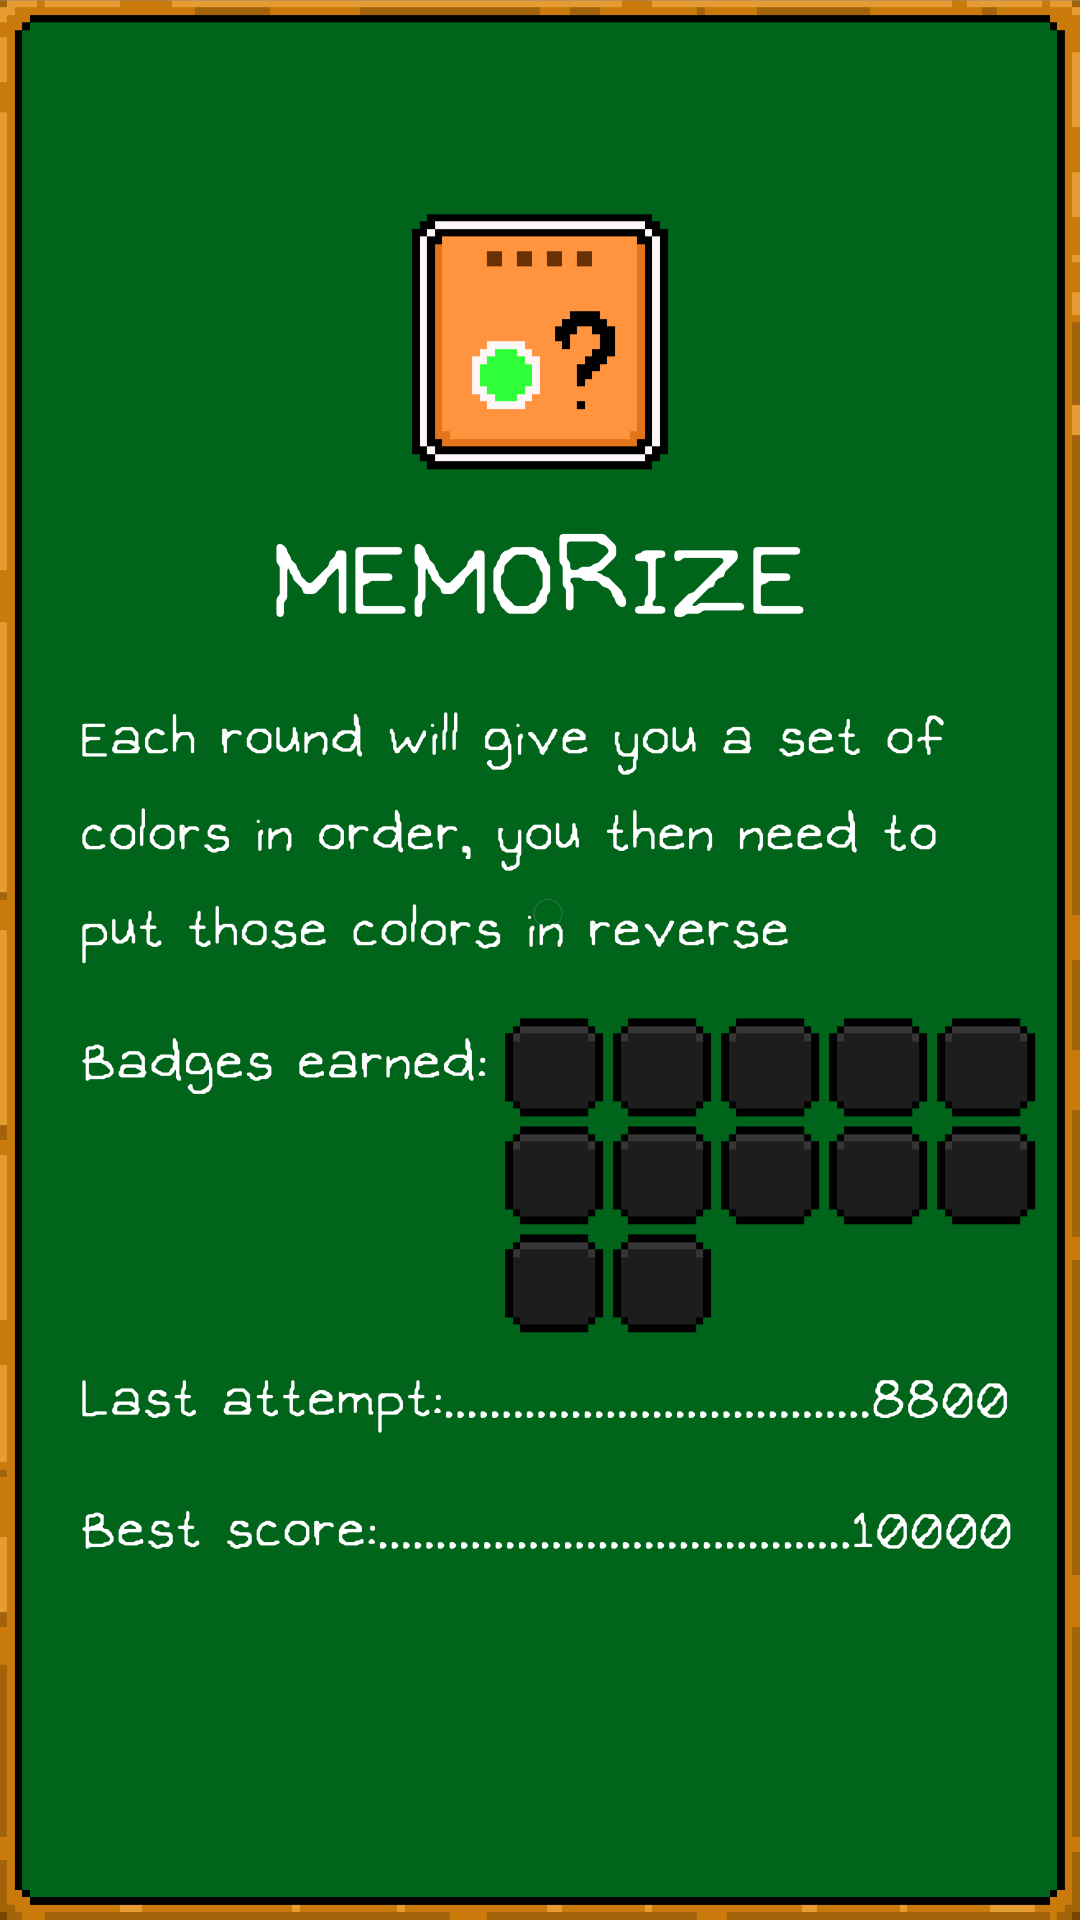 ?
MEMORIZE
Each round will give you a set of
colors in order, you then need to
put those colors in reverse
Badges earned:
Last attempt:....................................8800
Best score:........................................10000